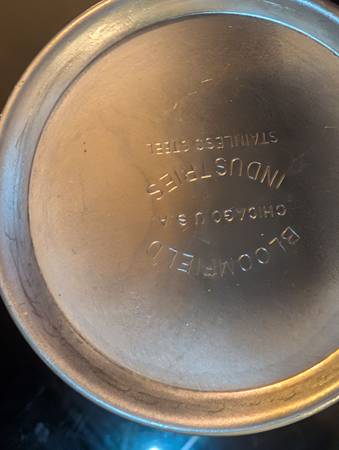 BLOOMFIELD
CHICAGO U S A
INDUSTRIES
STAINLESS STEEL